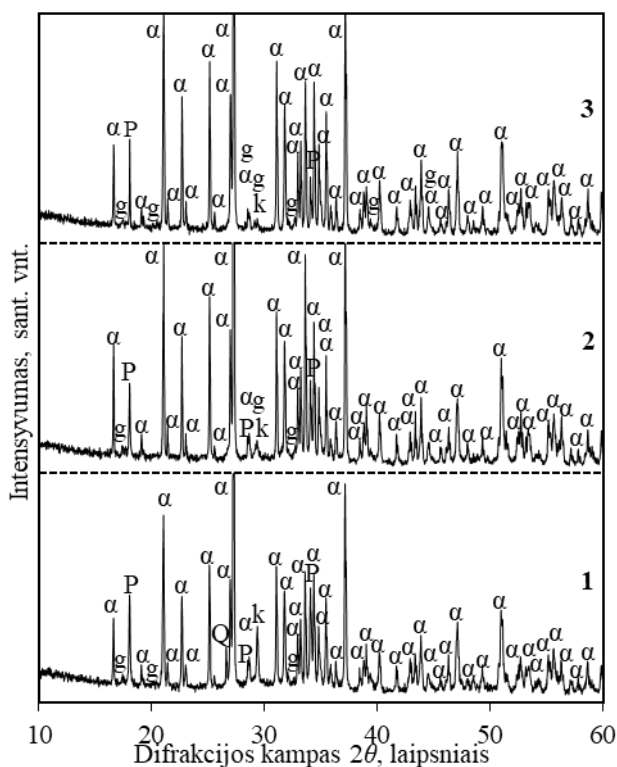 Intensyvumas, sant. vnt.
α α
α α α α
α α
α α α 3
α P α α
g P α α
α g α α α g α α
g α g α α k g α α α α α α α α α α α
α α
α α
α α α 2
α α α α
P α g α P α α
g α α α P k g α α α α α α α α α α α
α α
α
α α α α α
P α α P α 1
α Q α k α α α
g α g α α P g α α α α α α α α α α α α
10 20 30 40 50 60
Difrakcijos kampas 2θ, laipsniais